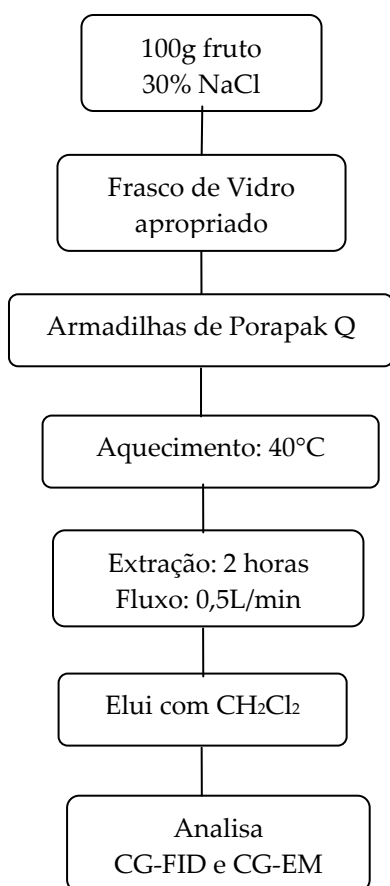 100g fruto
30% NaCl
Frasco de Vidro
apropriado
Armadilhas de Porapak Q
Aquecimento: 40°C
Extração: 2 horas
Fluxo: 0,5L/min
Elui com CH₂Cl₂
Analisa
CG-FID e CG-EM